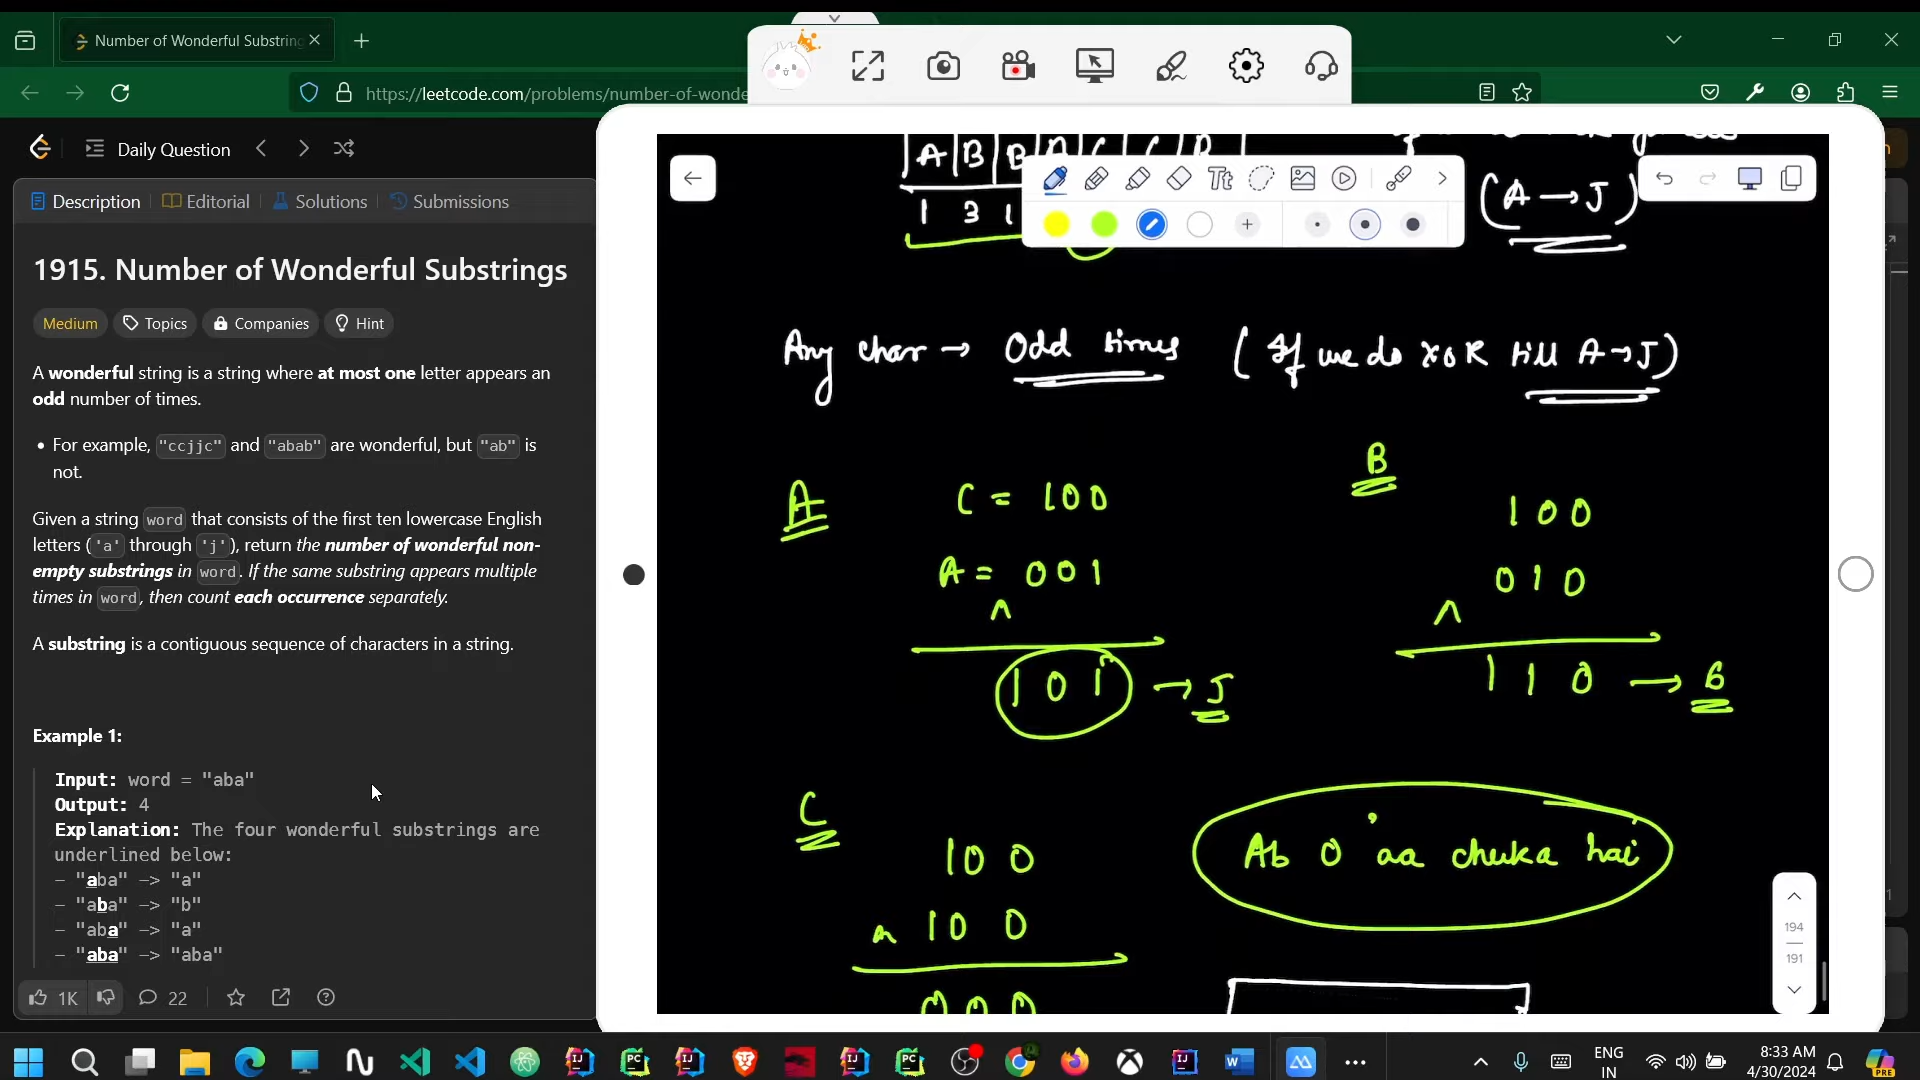 Number of Wonderful Substring
https://leetcode.com/problems/number-of-wonde
Daily Question
Description
Editorial
Solutions
Submissions
1915. Number of Wonderful Substrings
Medium
Topics
Companies
Hint
A wonderful string is a string where at most one letter appears an
odd number of times.
• For example, "ccjjc" and "abab" are wonderful, but "ab" is
not.
Given a string word that consists of the first ten lowercase English
letters ('a' through 'j'), return the number of wonderful non-
empty substrings in word. If the same substring appears multiple
times in word, then count each occurrence separately.
A substring is a contiguous sequence of characters in a string.
Example 1:
Input: word = "aba"
Output: 4
Explanation: The four wonderful substrings are
underlined below:
- "aba" -> "a"
- "aba" -> "b"
- "aba" -> "a"
- "aba" -> "aba"
1K
22
A B B
1 3 1
Tt
(A → J)
Any char → Odd times (If we do XOR till A → J)
A
C = 100
A = 001
^
101 → 5
B
100
010
^
110 → 6
C
100
^ 100
000
Ab 0 aa chuka hai
194
191
ENG
IN
8:33 AM
4/30/2024